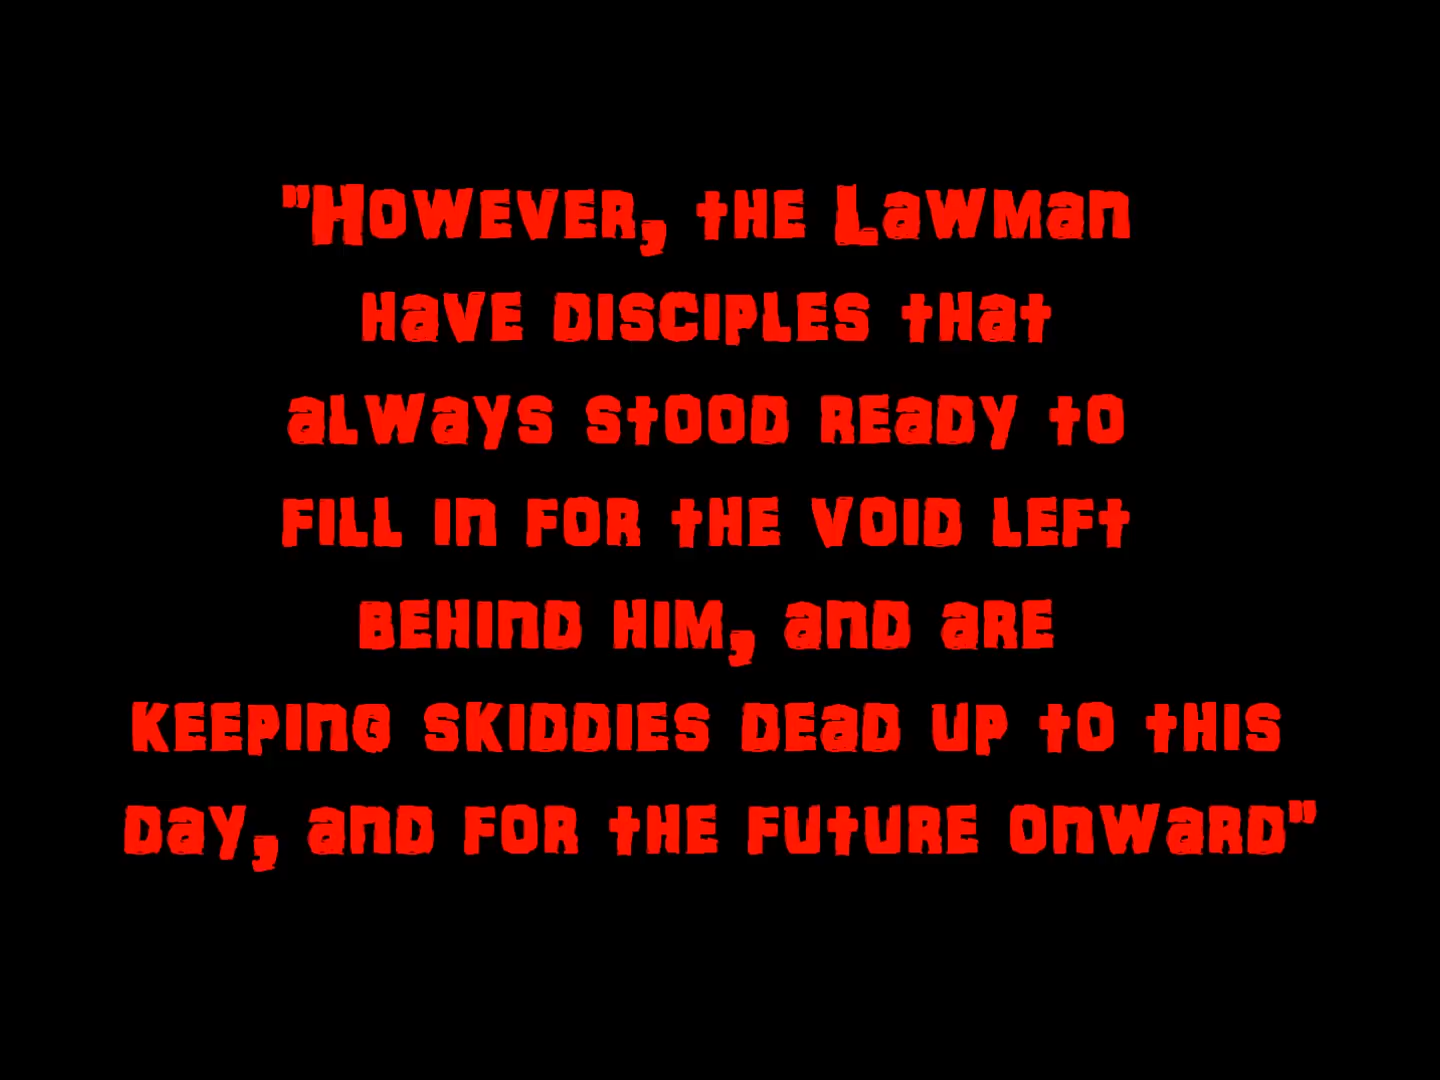 "However, the Lawman
have disciples that
always stood ready to
fill in for the void left
behind him, and are
keeping skiddies dead up to this
day, and for the future onward"